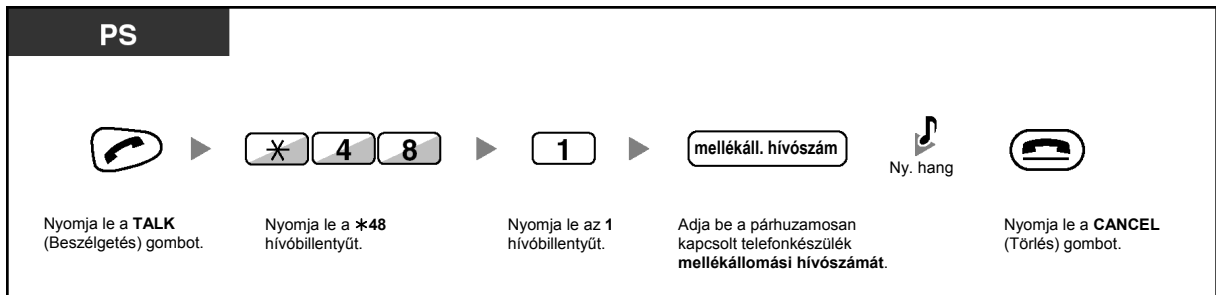 PS
✳ 4 8
1
mellékáll. hívószám
Ny. hang
Nyomja le a TALK
(Beszélgetés) gombot.
Nyomja le a ✳48
hívóbillentyűt.
Nyomja le az 1
hívóbillentyűt.
Adja be a párhuzamosan
kapcsolt telefonkészülék
mellékállomási hívószámát.
Nyomja le a CANCEL
(Törlés) gombot.